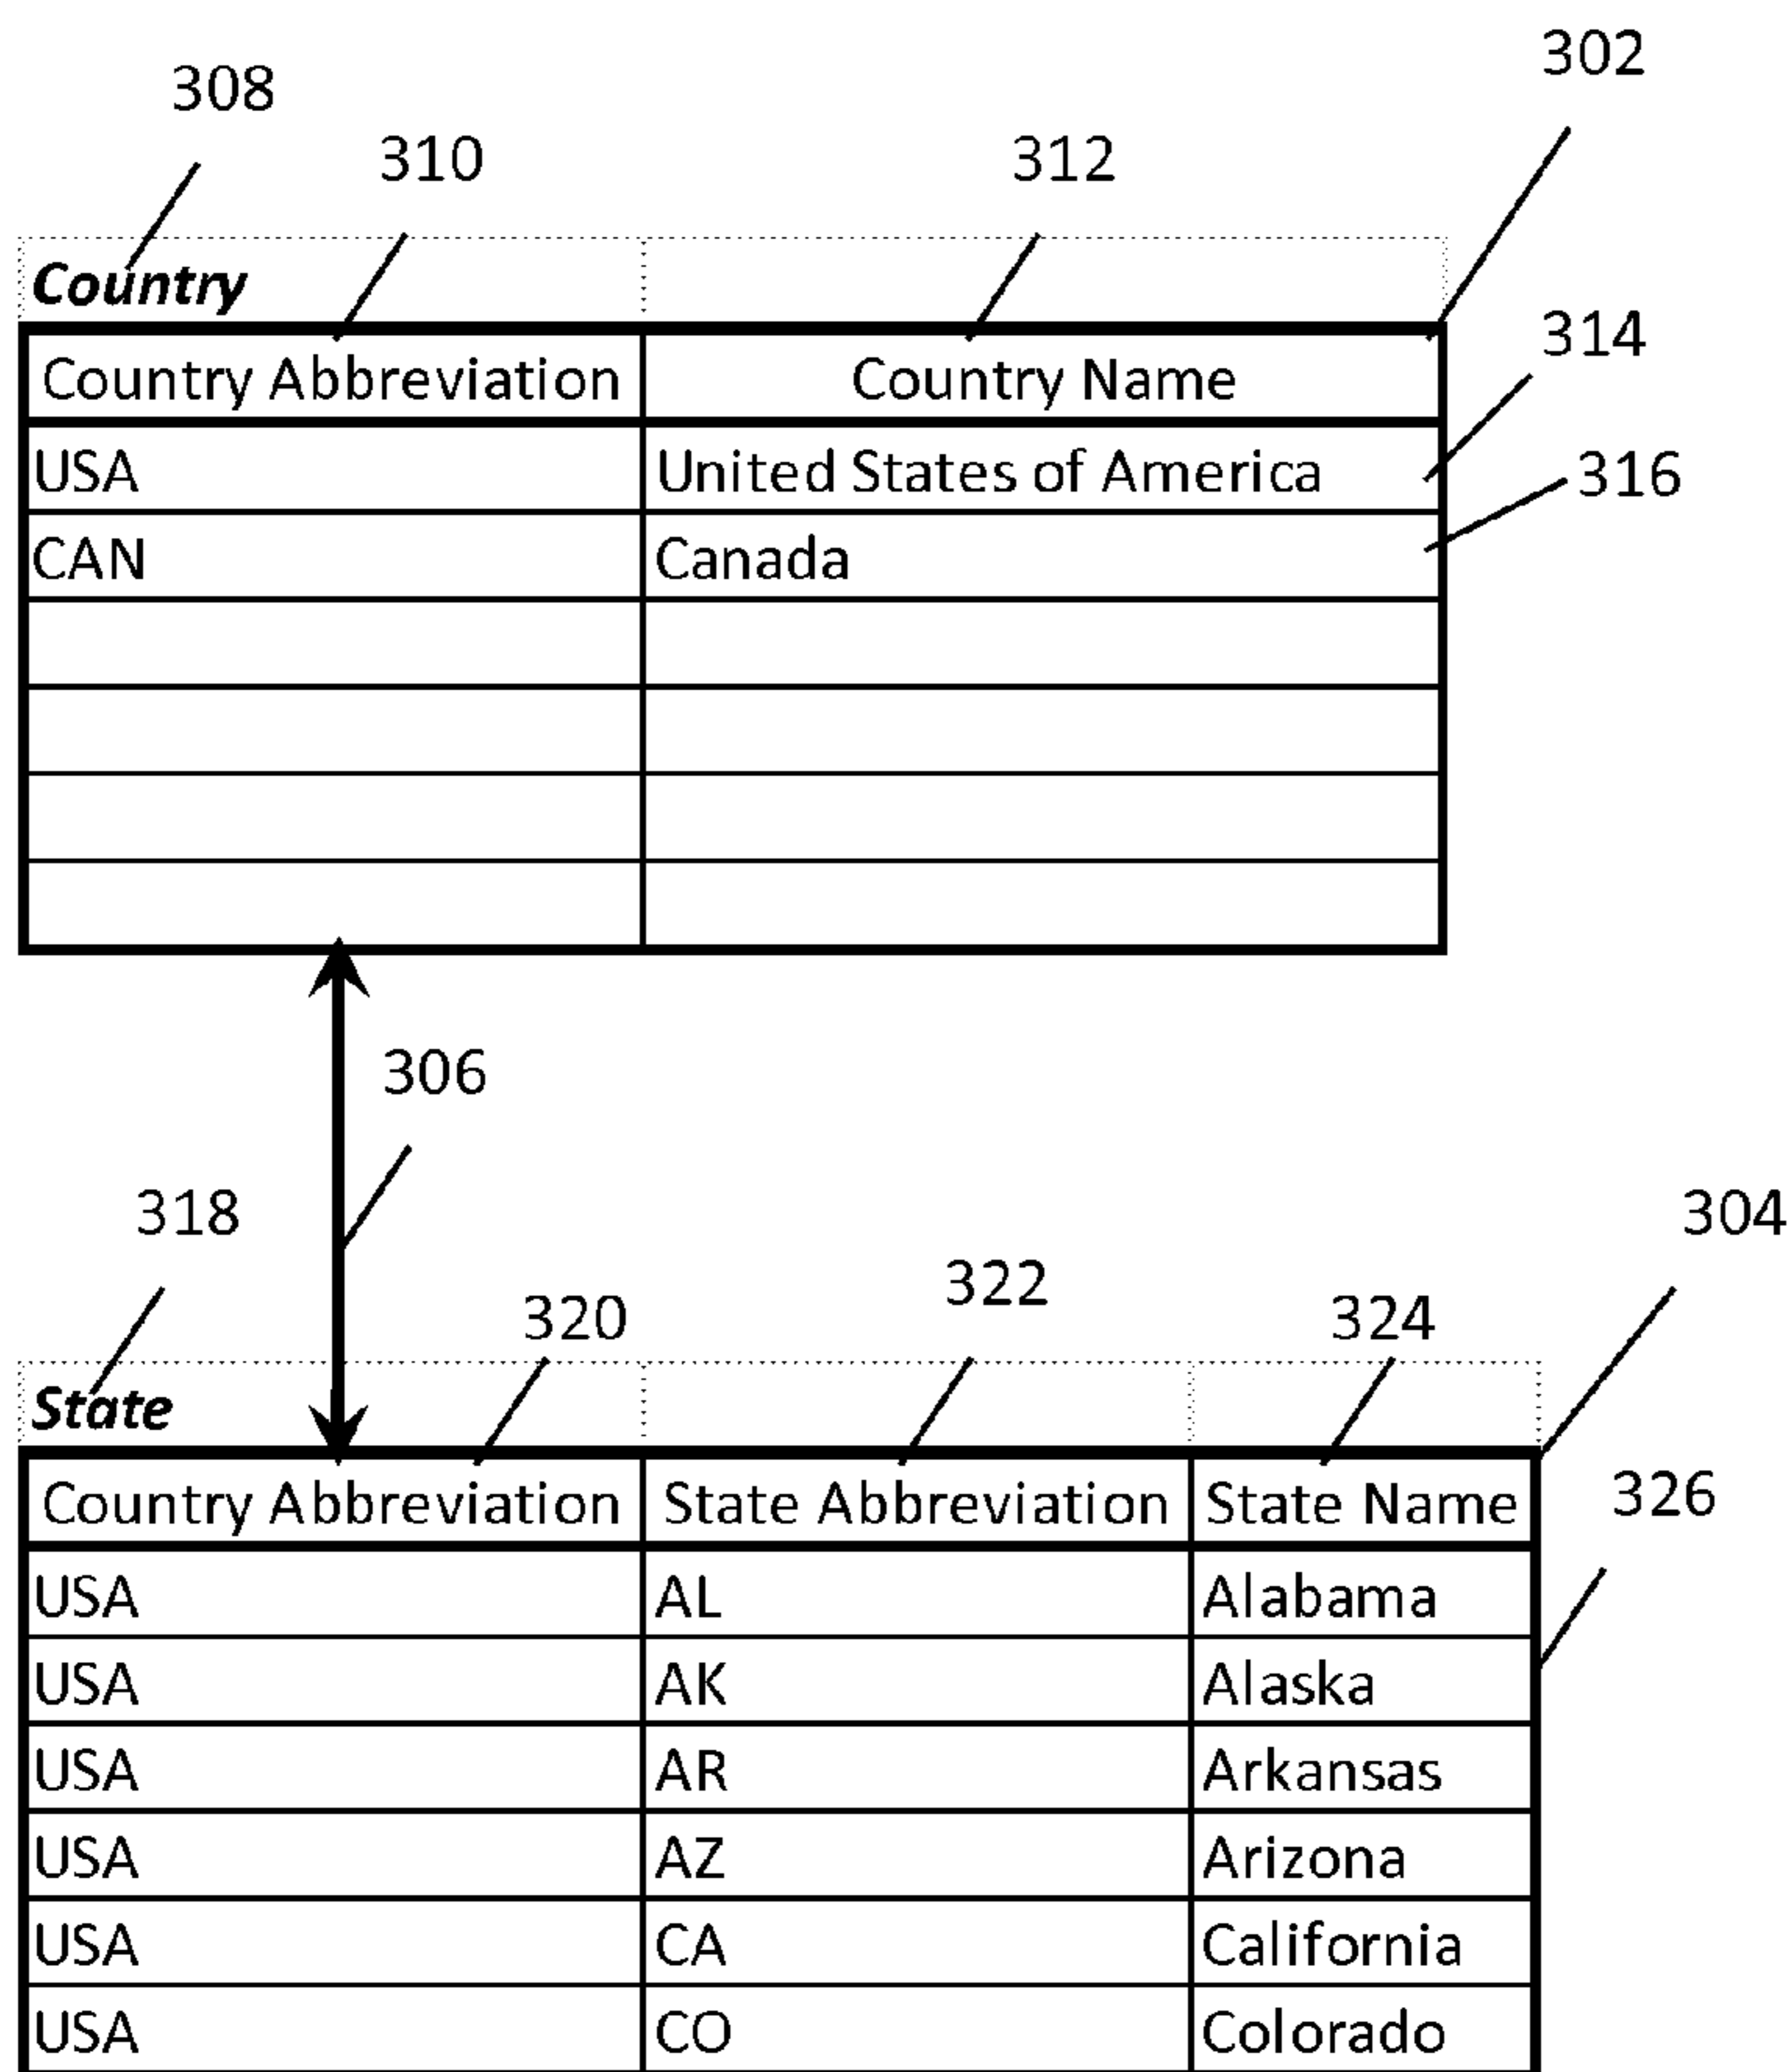 302
308
310 312
Country
314
Country Abbreviation Country Name
USA United States of America
316
CAN Canada
306
318 304
322
320 324
State
326
Country Abbreviation State Abbreviation State Name
USA AL Alabama
USA AK Alaska
USA AR Arkansas
USA AZ Arizona
USA CA California
USA CO Colorado